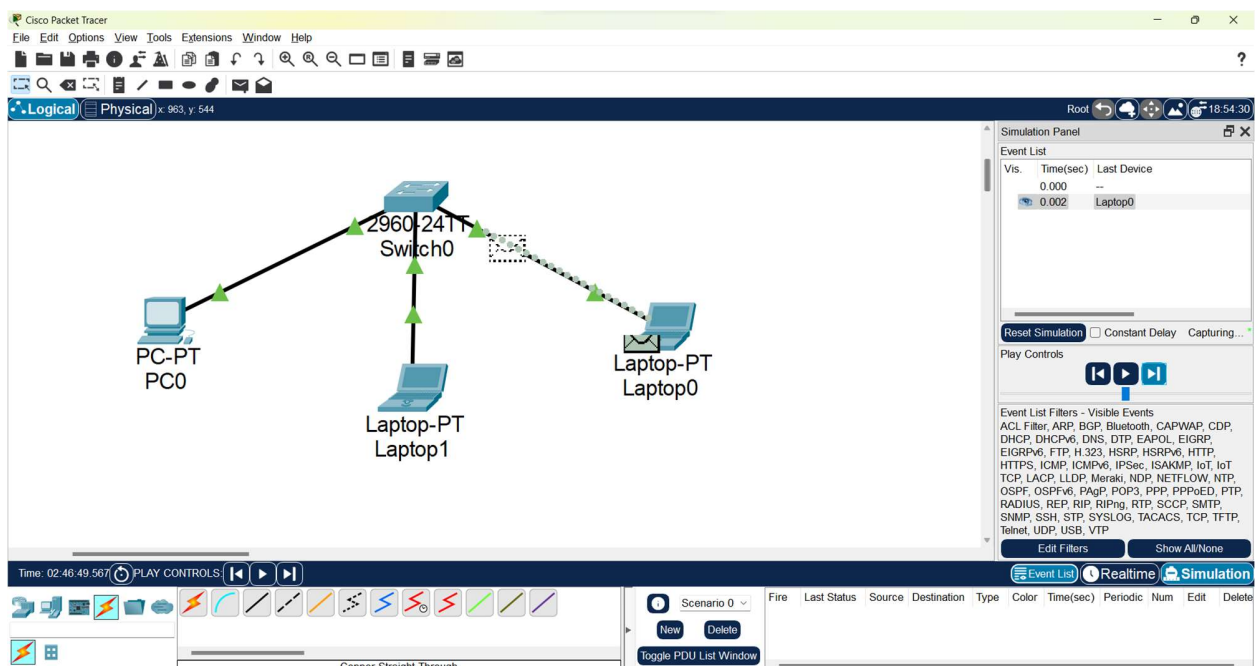 Cisco Packet Tracer
File Edit Options View Tools Extensions Window Help
?
Logical Physical x: 963, y: 544
Root 18:54:30
2960-24TT
Switch0
PC-PT
PC0
Laptop-PT
Laptop1
Laptop-PT
Laptop0
Simulation Panel
Event List
Vis. Time(sec) Last Device
0.000 --
0.002 Laptop0
Reset Simulation Constant Delay Capturing...
Play Controls
Event List Filters - Visible Events
ACL Filter, ARP, BGP, Bluetooth, CAPWAP, CDP,
DHCP, DHCPv6, DNS, DTP, EAPOL, EIGRP,
EIGRPv6, FTP, H.323, HSRP, HSRPv6, HTTP,
HTTPS, ICMP, ICMPv6, IPSec, ISAKMP, IoT, IoT
TCP, LACP, LLDP, Meraki, NDP, NETFLOW, NTP,
OSPF, OSPFv6, PAgP, POP3, PPP, PPPoED, PTP,
RADIUS, REP, RIP, RIPng, RTP, SCCP, SMTP,
SNMP, SSH, STP, SYSLOG, TACACS, TCP, TFTP,
Telnet, UDP, USB, VTP
Edit Filters Show All/None
Time: 02:46:49.567 PLAY CONTROLS:
Event List Realtime Simulation
Scenario 0
New Delete
Toggle PDU List Window
Fire Last Status Source Destination Type Color Time(sec) Periodic Num Edit Delete
Copper Straight-Through